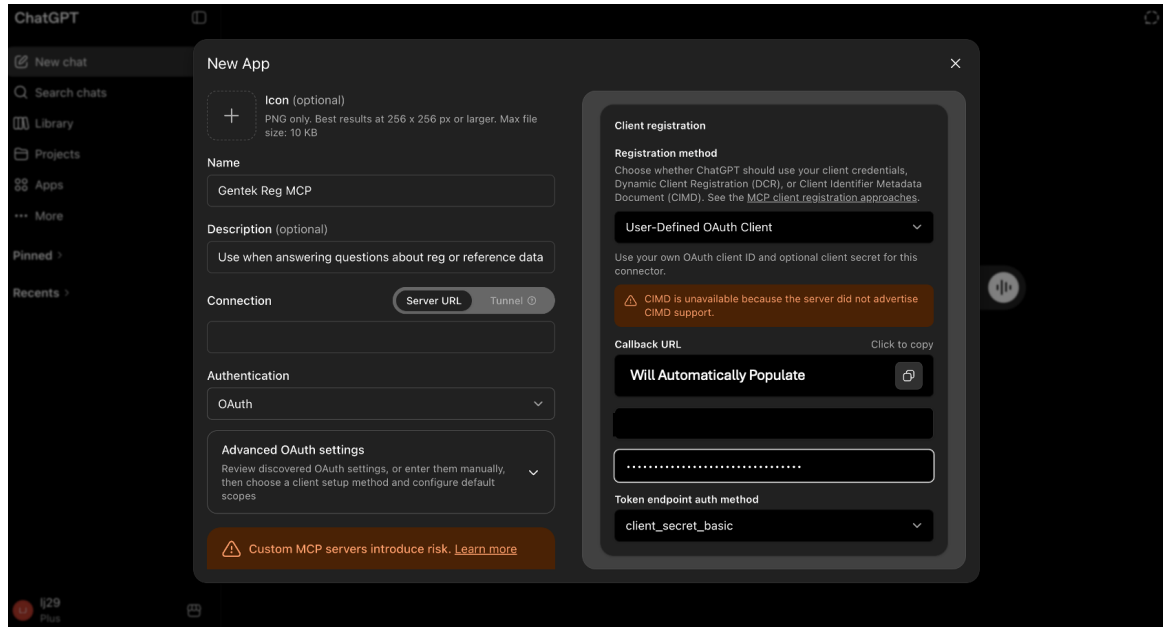 ChatGPT
New chat
Search chats
Library
Projects
Apps
More
Pinned
Recents
lj29
Plus
New App
Icon (optional)
PNG only. Best results at 256 x 256 px or larger. Max file
size: 10 KB
Name
Gentek Reg MCP
Description (optional)
Use when answering questions about reg or reference data
Connection
Server URL
Tunnel
Authentication
OAuth
Advanced OAuth settings
Review discovered OAuth settings, or enter them manually,
then choose a client setup method and configure default
scopes
Custom MCP servers introduce risk. Learn more
Client registration
Registration method
Choose whether ChatGPT should use your client credentials,
Dynamic Client Registration (DCR), or Client Identifier Metadata
Document (CIMD). See the MCP client registration approaches.
User-Defined OAuth Client
Use your own OAuth client ID and optional client secret for this
connector.
CIMD is unavailable because the server did not advertise
CIMD support.
Callback URL
Click to copy
Will Automatically Populate
Token endpoint auth method
client_secret_basic